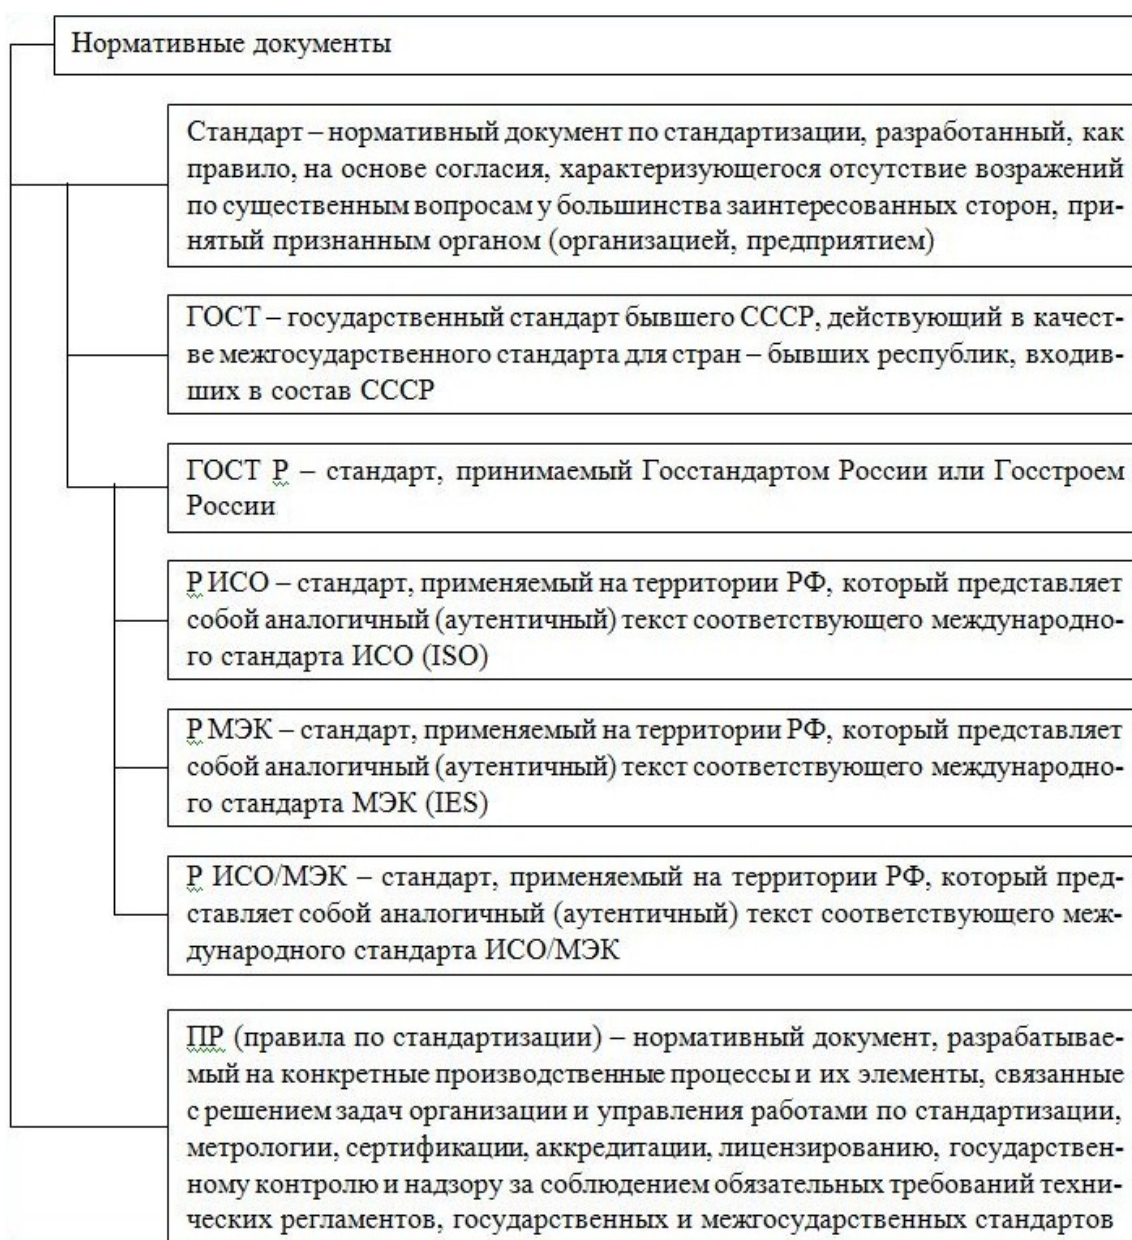 Нормативные документы
Стандарт – нормативный документ по стандартизации, разработанный, как
правило, на основе согласия, характеризующегося отсутствие возражений
по существенным вопросам у большинства заинтересованных сторон, при-
нятый признанным органом (организацией, предприятием)
ГОСТ – государственный стандарт бывшего СССР, действующий в качест-
ве межгосударственного стандарта для стран – бывших республик, входив-
ших в состав СССР
ГОСТ Р – стандарт, принимаемый Госстандартом России или Госстроем
России
Р ИСО – стандарт, применяемый на территории РФ, который представляет
собой аналогичный (аутентичный) текст соответствующего международно-
го стандарта ИСО (ISO)
Р МЭК – стандарт, применяемый на территории РФ, который представляет
собой аналогичный (аутентичный) текст соответствующего международно-
го стандарта МЭК (IES)
Р ИСО/МЭК – стандарт, применяемый на территории РФ, который пред-
ставляет собой аналогичный (аутентичный) текст соответствующего меж-
дународного стандарта ИСО/МЭК
ПР (правила по стандартизации) – нормативный документ, разрабатывае-
мый на конкретные производственные процессы и их элементы, связанные
с решением задач организации и управления работами по стандартизации,
метрологии, сертификации, аккредитации, лицензированию, государствен-
ному контролю и надзору за соблюдением обязательных требований техни-
ческих регламентов, государственных и межгосударственных стандартов